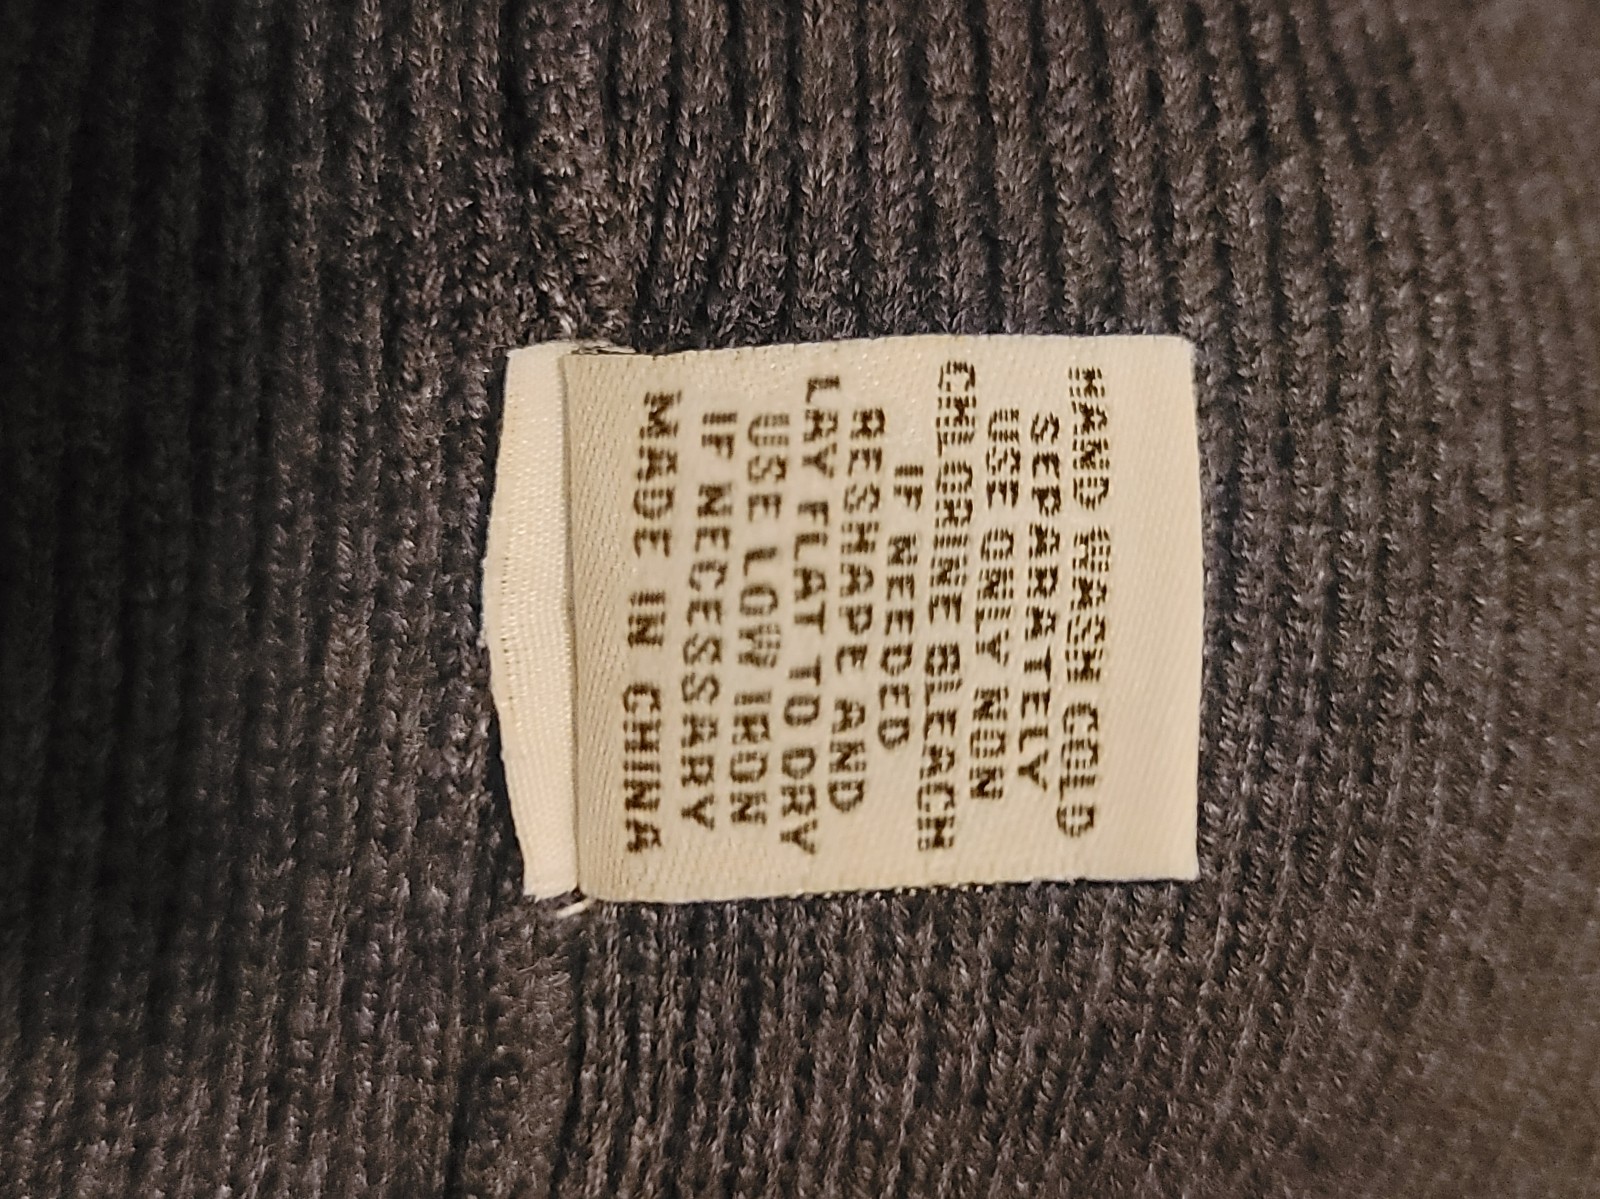 HAND WASH COLD
SEPARATELY
USE ONLY NON
CHLORINE BLEACH
IF NEEDED
RESHAPE AND
LAY FLAT TO DRY
USE LOW IRON
IF NECESSARY
MADE IN CHINA